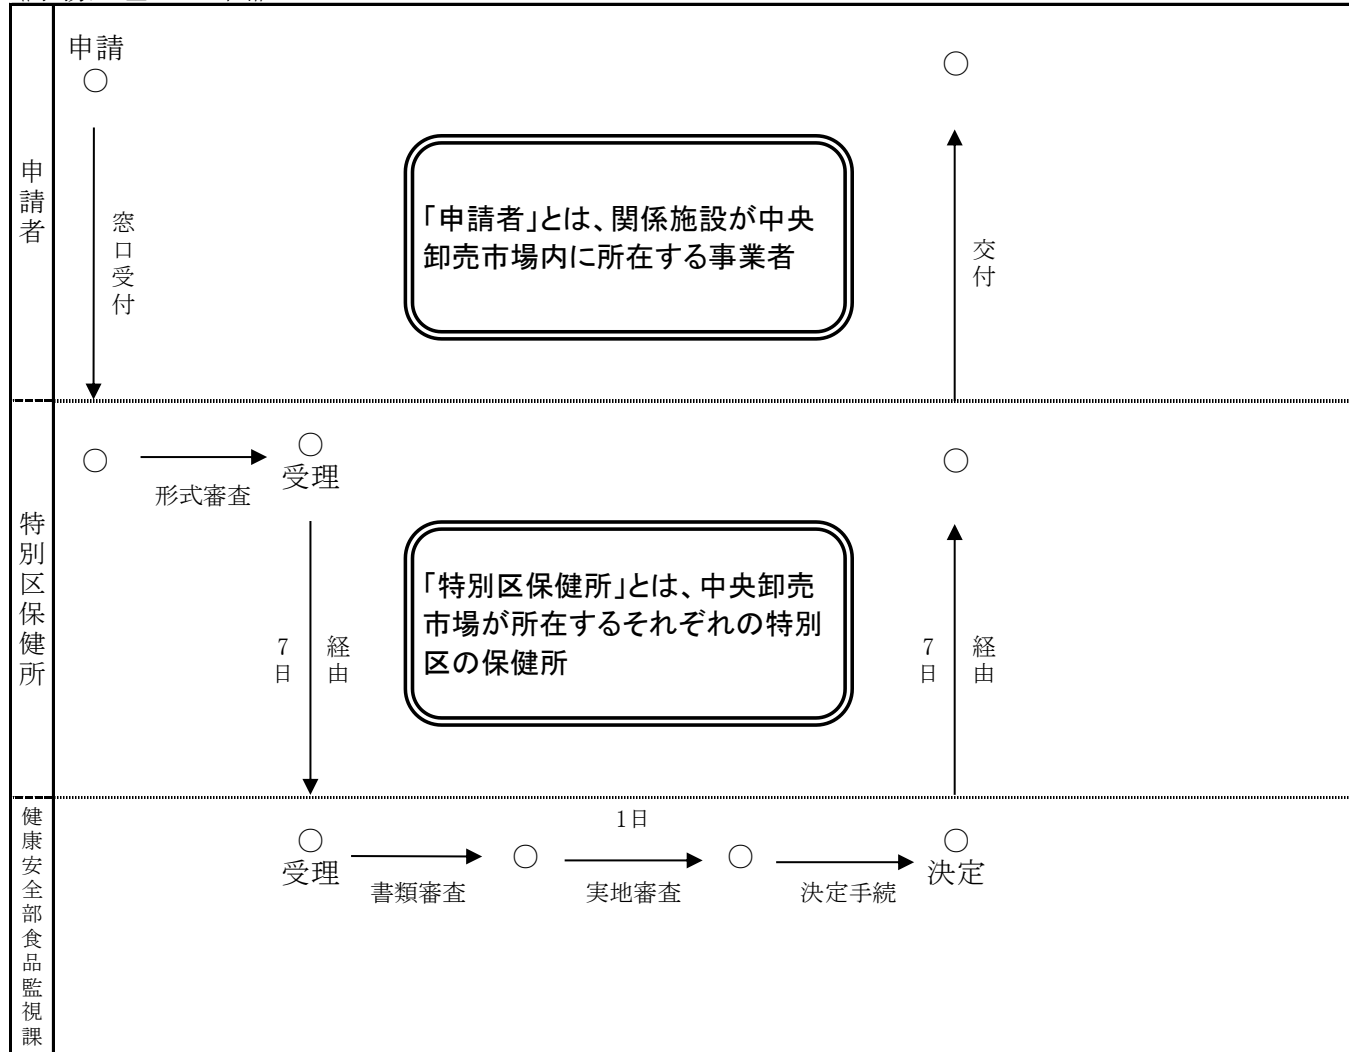 申請
申請者
窓口受付
「申請者」とは、関係施設が中央
卸売市場内に所在する事業者
交付
特別区保健所
形式審査
受理
7日
経由
「特別区保健所」とは、中央卸売
市場が所在するそれぞれの特別
区の保健所
7日
経由
健康安全部食品監視課
受理
書類審査
1日
実地審査
決定手続
決定